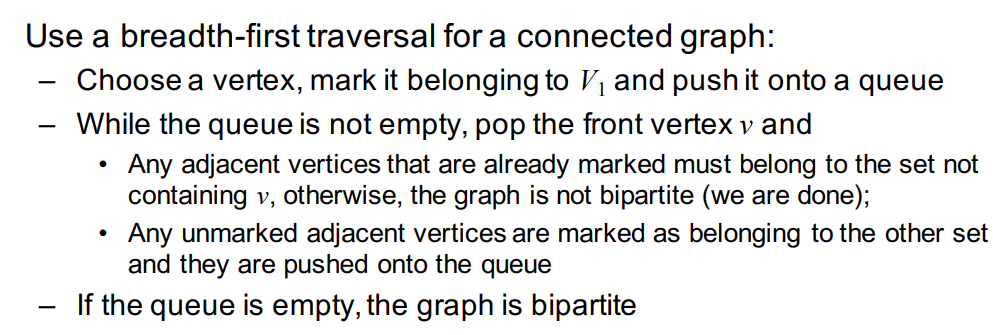 Use a breadth-first traversal for a connected graph:
– Choose a vertex, mark it belonging to V₁ and push it onto a queue
– While the queue is not empty, pop the front vertex v and
• Any adjacent vertices that are already marked must belong to the set not
containing v, otherwise, the graph is not bipartite (we are done);
• Any unmarked adjacent vertices are marked as belonging to the other set
and they are pushed onto the queue
– If the queue is empty, the graph is bipartite